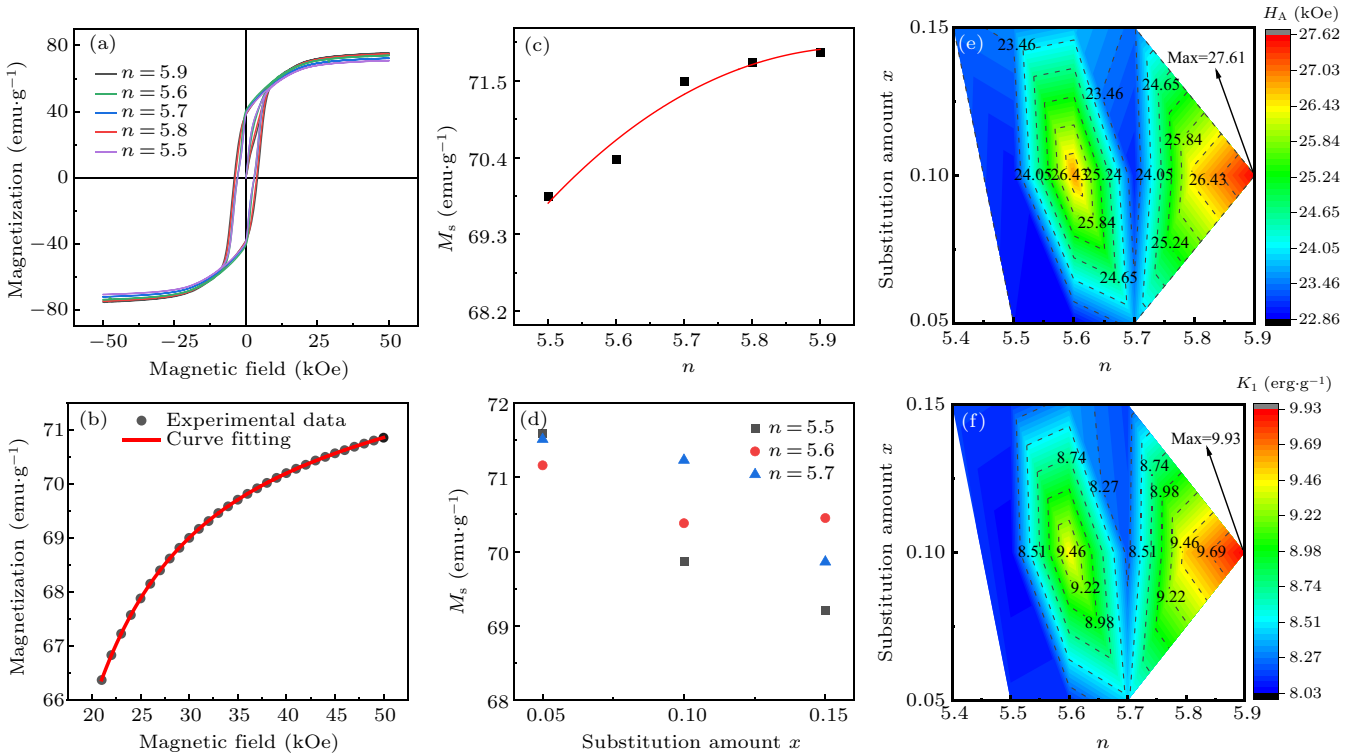 (a)
n = 5.9
n = 5.6
n = 5.7
n = 5.8
n = 5.5
80
40
0
−40
−80
−50 −25 0 25 50
Magnetization (emu·g⁻¹)
Magnetic field (kOe)
(c)
71.5
70.4
69.3
68.2
5.5 5.6 5.7 5.8 5.9
Mₛ (emu·g⁻¹)
n
(e)
H_A (kOe)
Max=27.61
23.46
23.46
24.65
25.84
24.05 26.43 25.24 24.05 26.43
25.84
25.24
24.65
0.15
0.10
0.05
5.4 5.5 5.6 5.7 5.8 5.9
Substitution amount x
n
27.62
27.03
26.43
25.84
25.24
24.65
24.05
23.46
22.86
(b)
Experimental data
Curve fitting
71
70
69
68
67
66
20 25 30 35 40 45 50
Magnetization (emu·g⁻¹)
Magnetic field (kOe)
(d)
n = 5.5
n = 5.6
n = 5.7
72
71
70
69
68
0.05 0.10 0.15
Mₛ (emu·g⁻¹)
Substitution amount x
(f)
K₁ (erg·g⁻¹)
Max=9.93
8.74
8.74
8.27
8.98
8.51 9.46 8.51 9.46 9.69
9.22
9.22
8.98
0.15
0.10
0.05
5.4 5.5 5.6 5.7 5.8 5.9
Substitution amount x
n
9.93
9.69
9.46
9.22
8.98
8.74
8.51
8.27
8.03